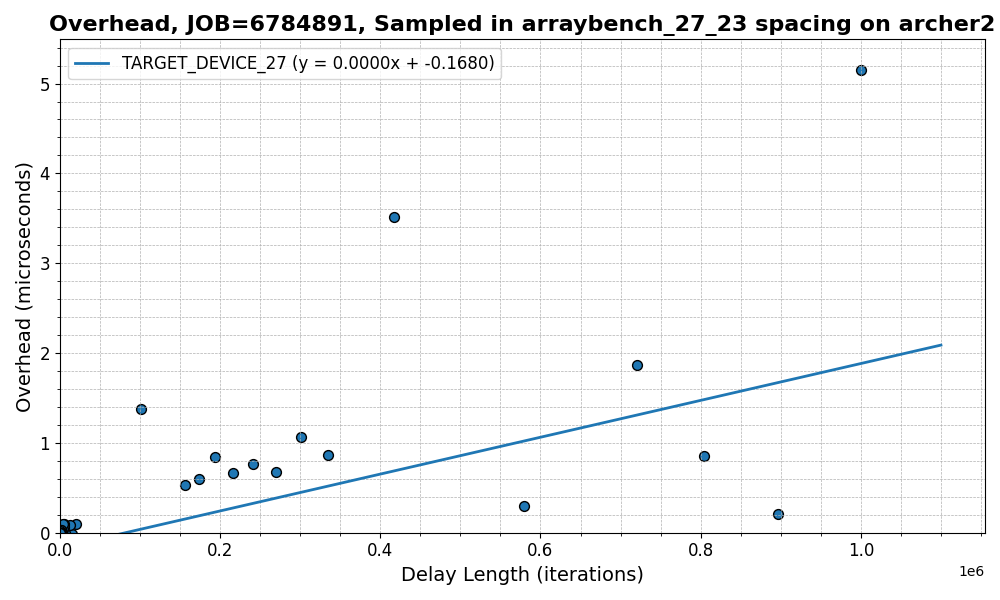 Overhead, JOB=6784891, Sampled in arraybench_27_23 spacing on archer2
TARGET_DEVICE_27 (y = 0.0000x + -0.1680)
Overhead (microseconds)
5
4
3
2
1
0
0.0 0.2 0.4 0.6 0.8 1.0
1e6
Delay Length (iterations)